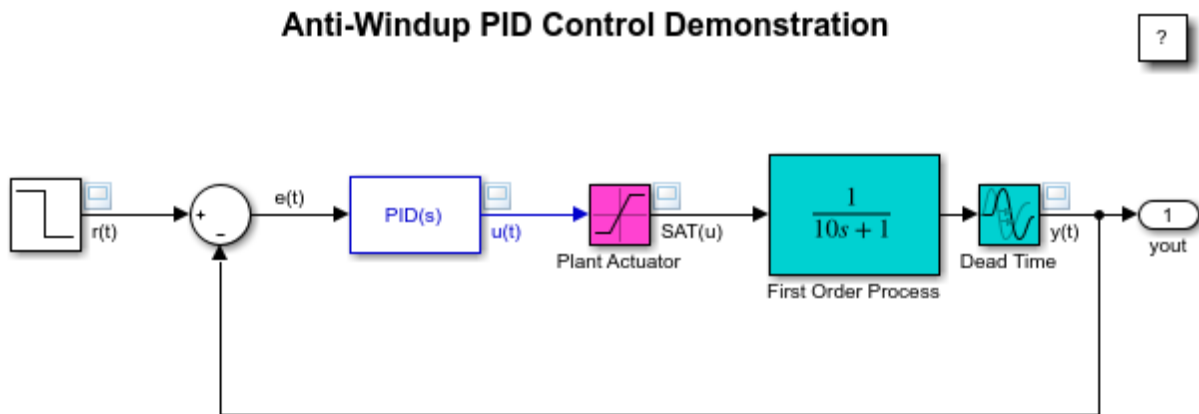 Anti-Windup PID Control Demonstration
?
r(t)
+
−
e(t)
PID(s)
u(t)
Plant Actuator
SAT(u)
1
10s + 1
First Order Process
Dead Time
y(t)
1
yout